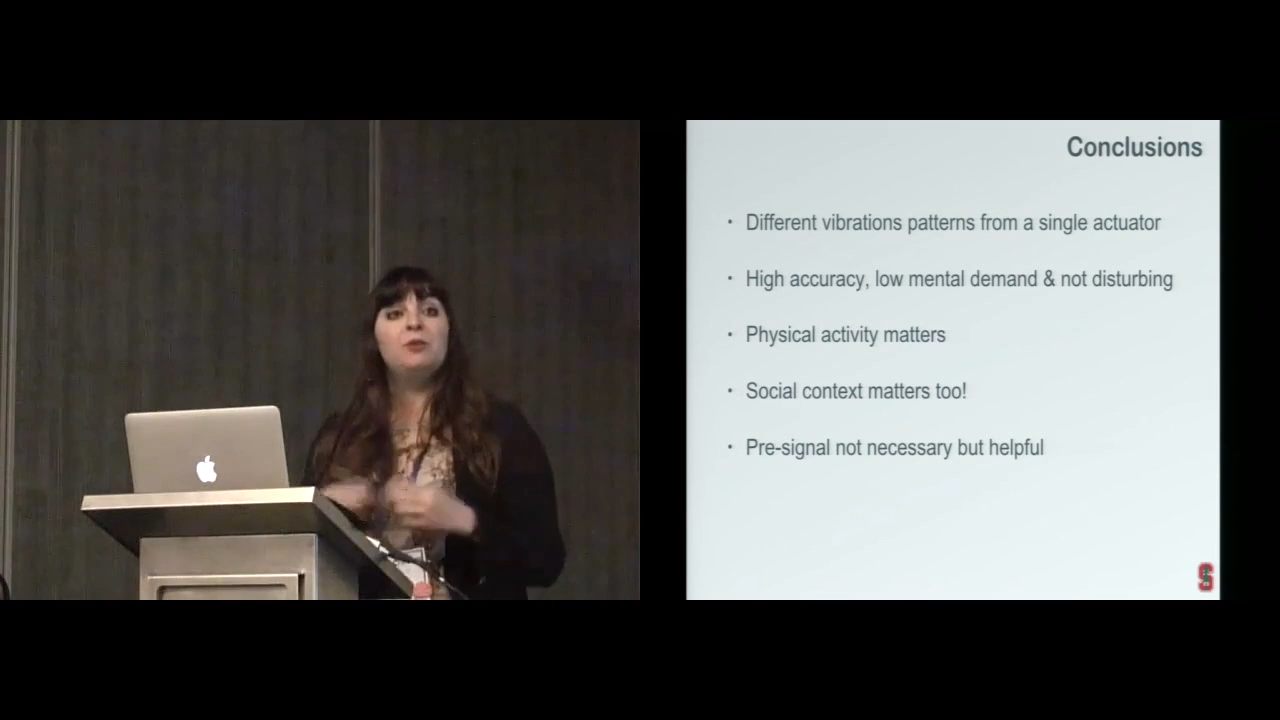 Conclusions
Different vibrations patterns from a single actuator
High accuracy, low mental demand & not disturbing
Physical activity matters
Social context matters too!
Pre-signal not necessary but helpful
S